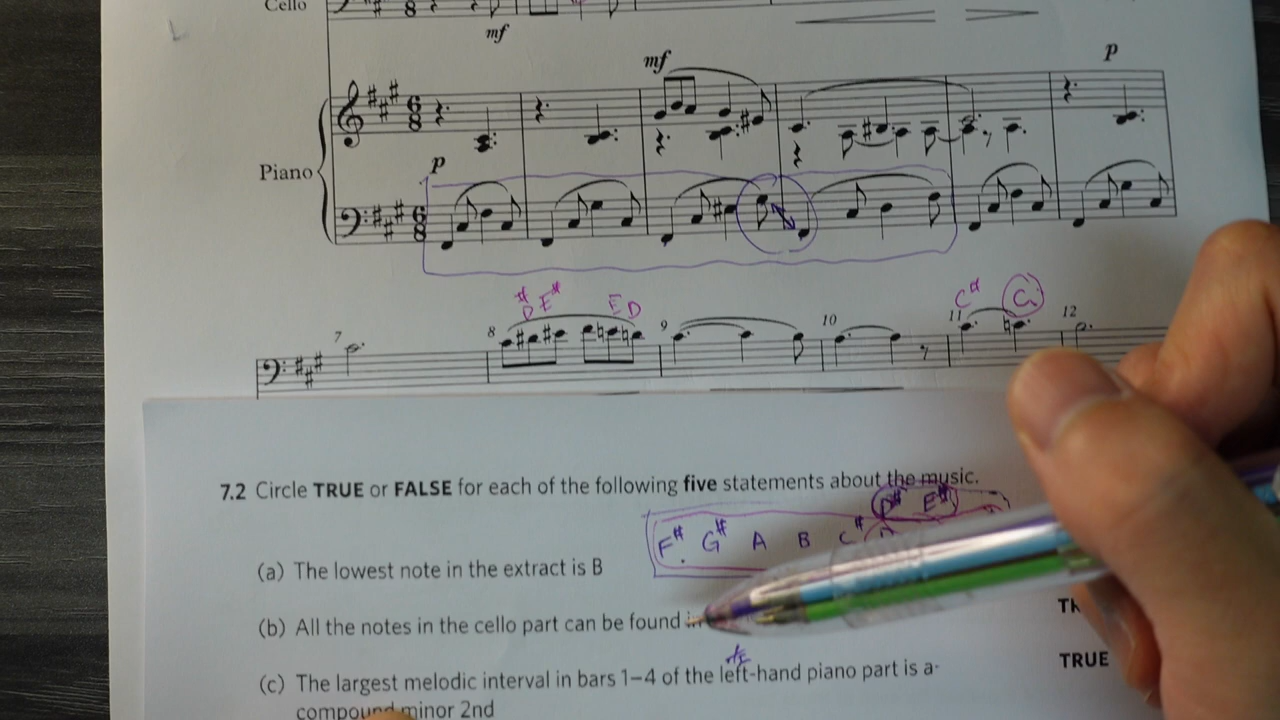 Cello
mf
mf
p
Piano
p
# E#
D
E D
C#
C♮
7
8
9
10
11
12
7.2 Circle TRUE or FALSE for each of the following five statements about the music.
D# E#
F# G# A B C#
(a) The lowest note in the extract is B
(b) All the notes in the cello part can be found in
(c) The largest melodic interval in bars 1–4 of the left-hand piano part is a
TRUE
compound minor 2nd